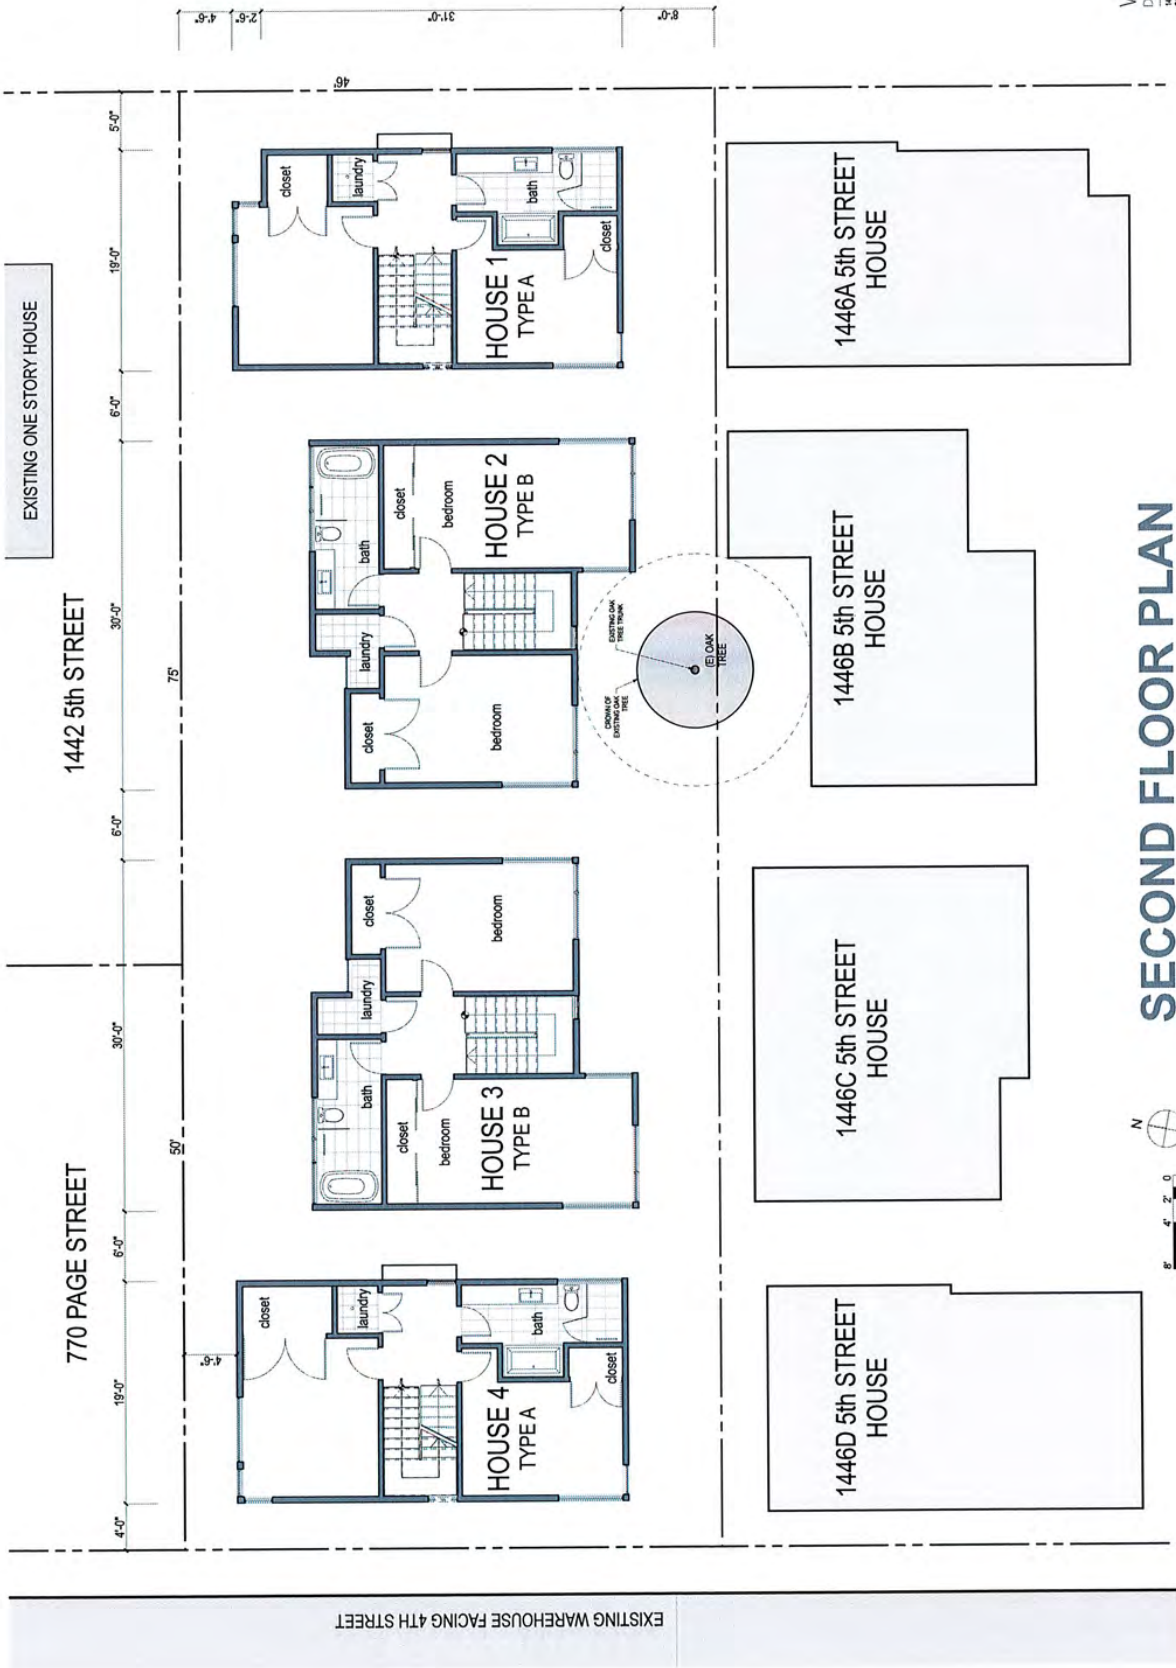 EXISTING ONE STORY HOUSE
770 PAGE STREET
1442 5th STREET
4'-0"
19'-0"
6'-0"
30'-0"
6'-0"
30'-0"
6'-0"
19'-0"
5'-0"
50'
75'
4'-6"
4'-6"
2'-6"
31'-0"
8'-0"
46'
EXISTING WAREHOUSE FACING 4TH STREET
closet
laundry
bath
closet
HOUSE 4
TYPE A
bath
laundry
closet
closet
bedroom
bedroom
HOUSE 3
TYPE B
closet
laundry
bath
closet
bedroom
bedroom
HOUSE 2
TYPE B
closet
laundry
bath
closet
HOUSE 1
TYPE A
CROWN OF
EXISTING OAK
TREE
EXISTING OAK
TREE TRUNK
(E) OAK
TREE
1446D 5th STREET
HOUSE
1446C 5th STREET
HOUSE
1446B 5th STREET
HOUSE
1446A 5th STREET
HOUSE
N
8'
4'
2'
0
SECOND FLOOR PLAN